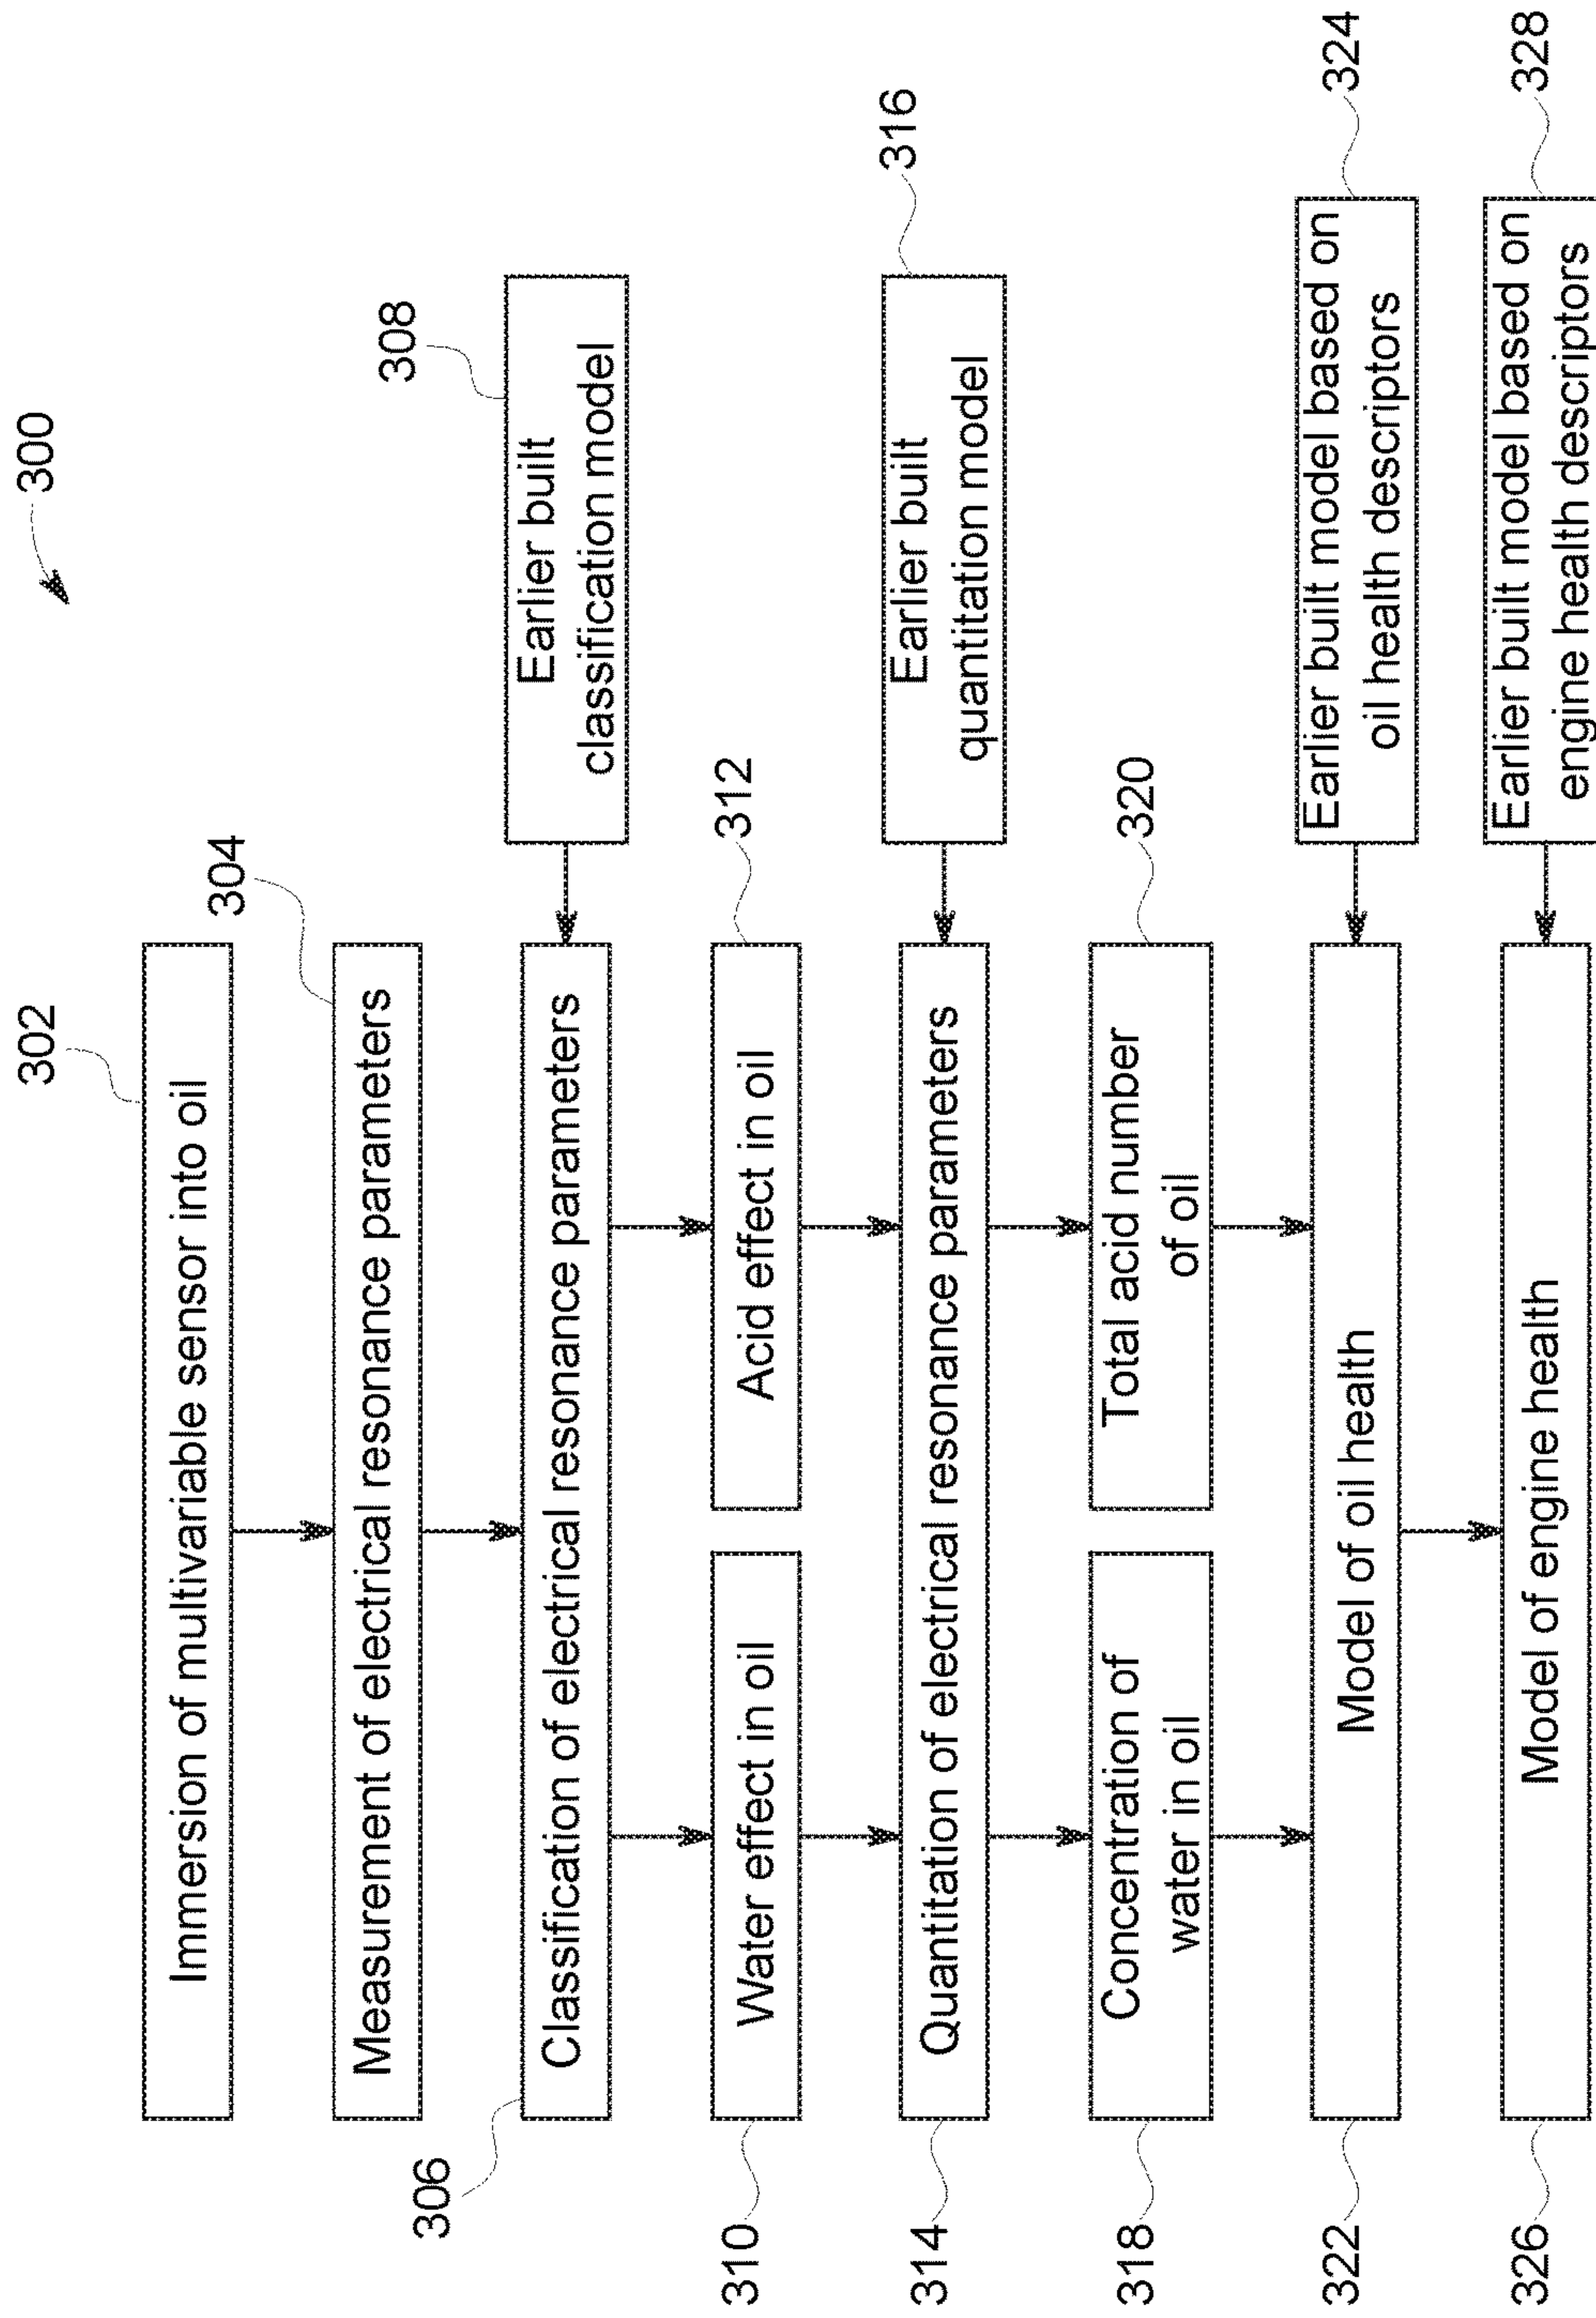 300
302
Immersion of multivariable sensor into oil
304
Measurement of electrical resonance parameters
306
Classification of electrical resonance parameters
308
Earlier built
classification model
310
Water effect in oil
312
Acid effect in oil
314
Quantitation of electrical resonance parameters
316
Earlier built
quantitation model
318
Concentration of
water in oil
320
Total acid number
of oil
322
Model of oil health
324
Earlier built model based on
oil health descriptors
326
Model of engine health
328
Earlier built model based on
engine health descriptors